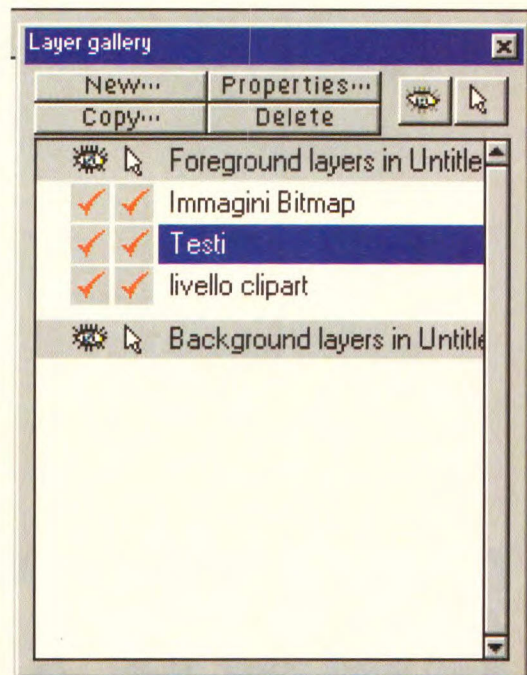 Layer gallery
New... Properties...
Copy... Delete
Foreground layers in Untitle
Immagini Bitmap
Testi
livello clipart
Background layers in Untitle